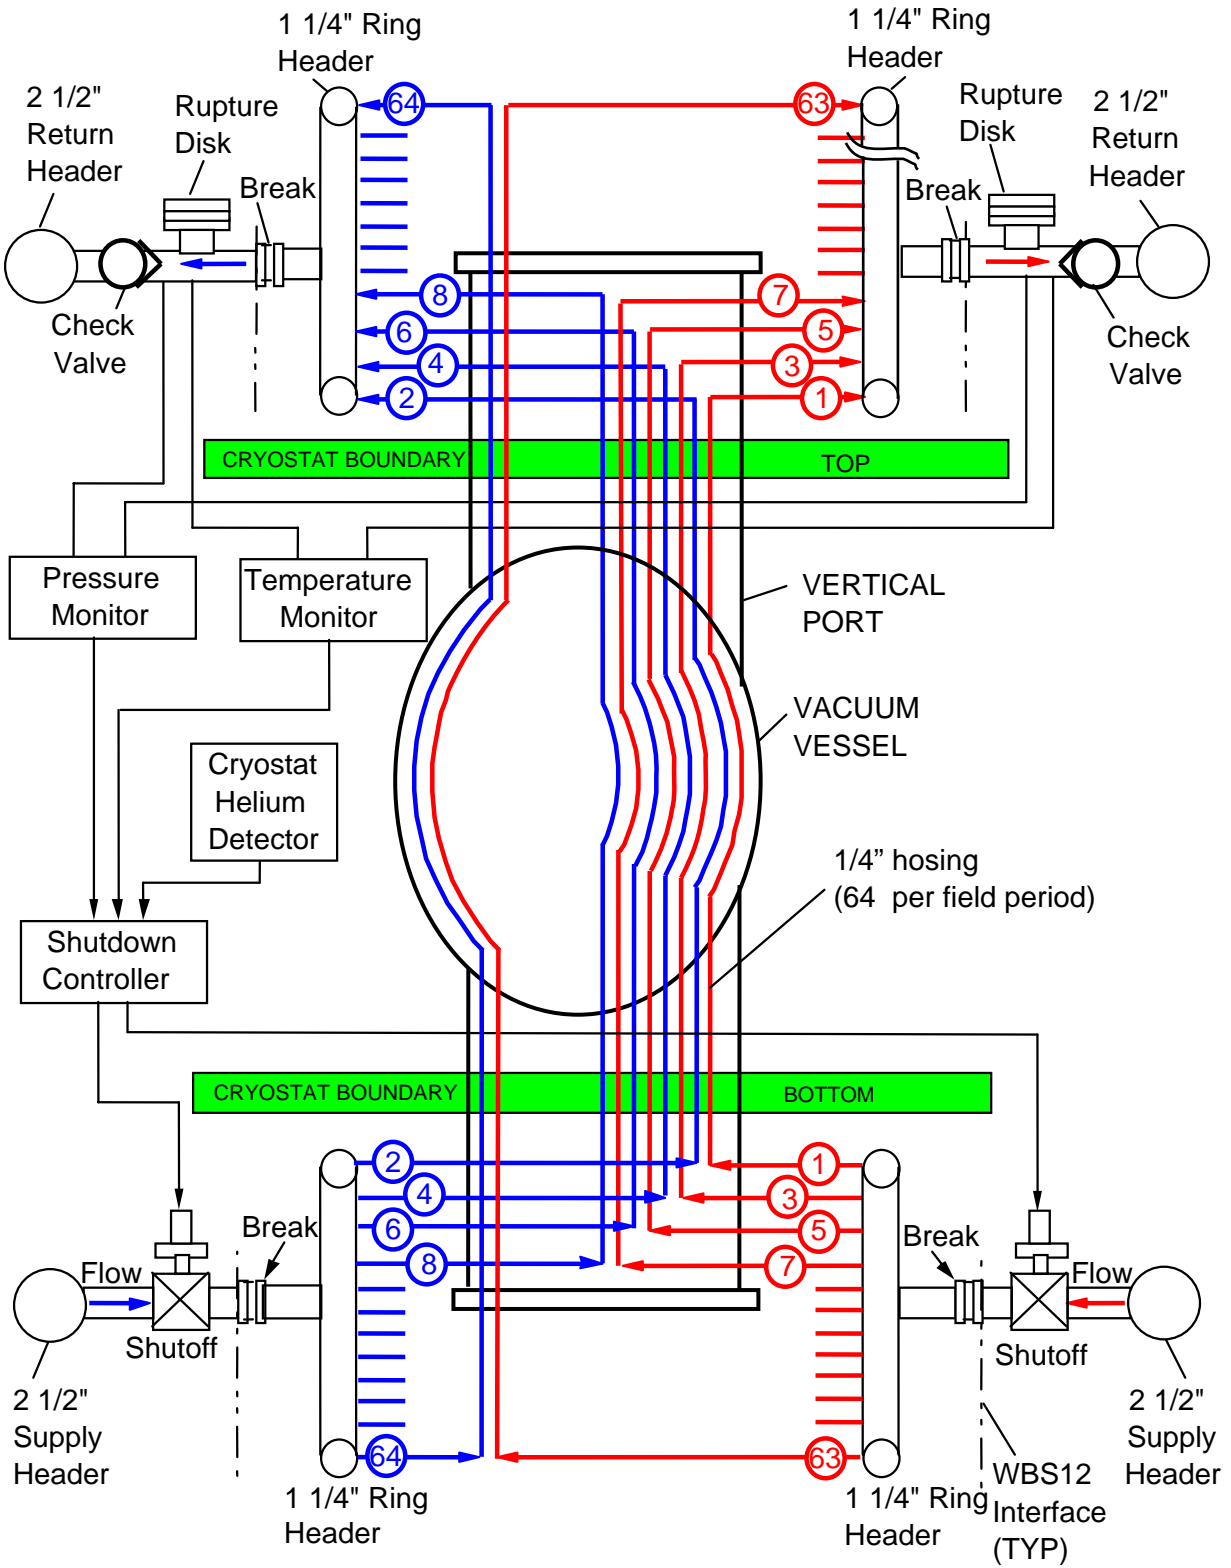 1 1/4" Ring
Header
1 1/4" Ring
Header
2 1/2"
Return
Header
Rupture
Disk
Break
64
63
Rupture
Disk
2 1/2"
Return
Header
Break
Check
Valve
8
6
4
2
7
5
3
1
Check
Valve
CRYOSTAT BOUNDARY
TOP
Pressure
Monitor
Temperature
Monitor
VERTICAL
PORT
VACUUM
VESSEL
Cryostat
Helium
Detector
1/4” hosing
(64 per field period)
Shutdown
Controller
CRYOSTAT BOUNDARY
BOTTOM
2
4
6
8
1
3
5
7
Break
Flow
Shutoff
Break
Flow
Shutoff
2 1/2"
Supply
Header
64
63
1 1/4" Ring
Header
1 1/4" Ring
Header
WBS12
Interface
(TYP)
2 1/2"
Supply
Header